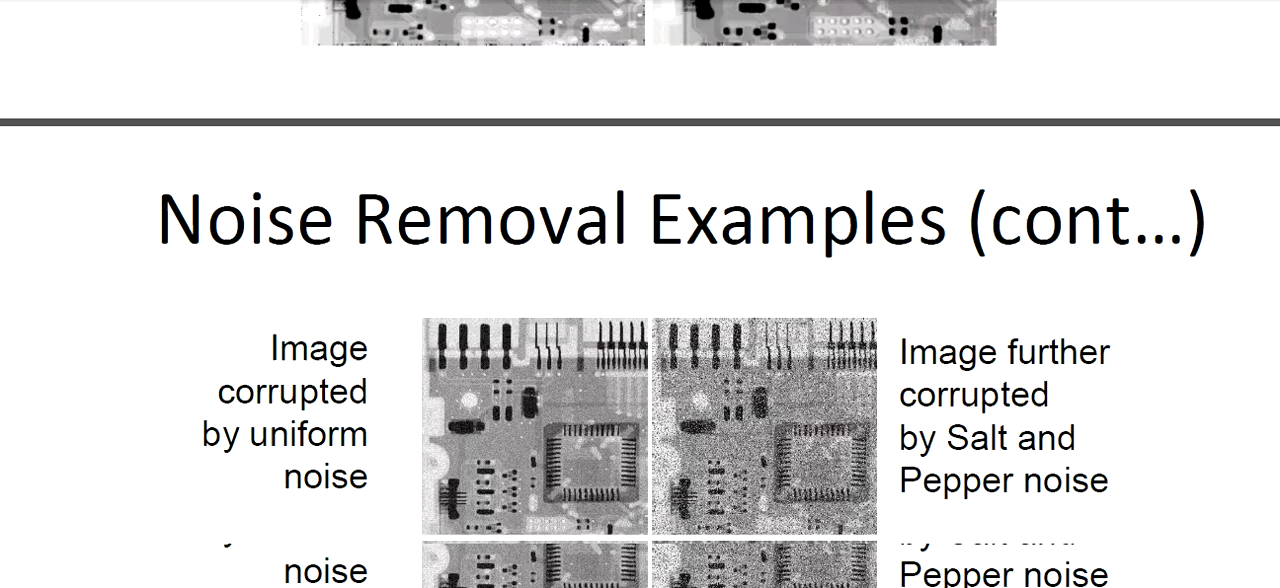 Noise Removal Examples (cont…)
Image
corrupted
by uniform
noise
Image further
corrupted
by Salt and
Pepper noise
noise
Pepper noise